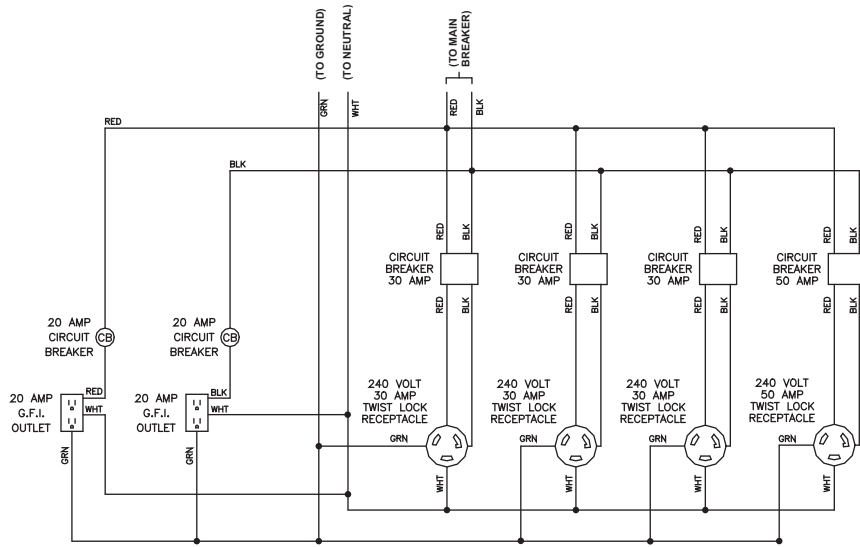 (TO GROUND)
(TO NEUTRAL)
(TO MAIN
BREAKER)
GRN
WHT
RED
BLK
RED
BLK
RED
BLK
RED
BLK
RED
BLK
RED
BLK
CIRCUIT
BREAKER
30 AMP
CIRCUIT
BREAKER
30 AMP
CIRCUIT
BREAKER
30 AMP
CIRCUIT
BREAKER
50 AMP
RED
BLK
RED
BLK
RED
BLK
RED
BLK
20 AMP
CIRCUIT
BREAKER
CB
20 AMP
CIRCUIT
BREAKER
CB
20 AMP
G.F.I.
OUTLET
RED
WHT
GRN
20 AMP
G.F.I.
OUTLET
BLK
WHT
GRN
240 VOLT
30 AMP
TWIST LOCK
RECEPTACLE
240 VOLT
30 AMP
TWIST LOCK
RECEPTACLE
240 VOLT
30 AMP
TWIST LOCK
RECEPTACLE
240 VOLT
50 AMP
TWIST LOCK
RECEPTACLE
GRN
GRN
GRN
GRN
WHT
WHT
WHT
WHT